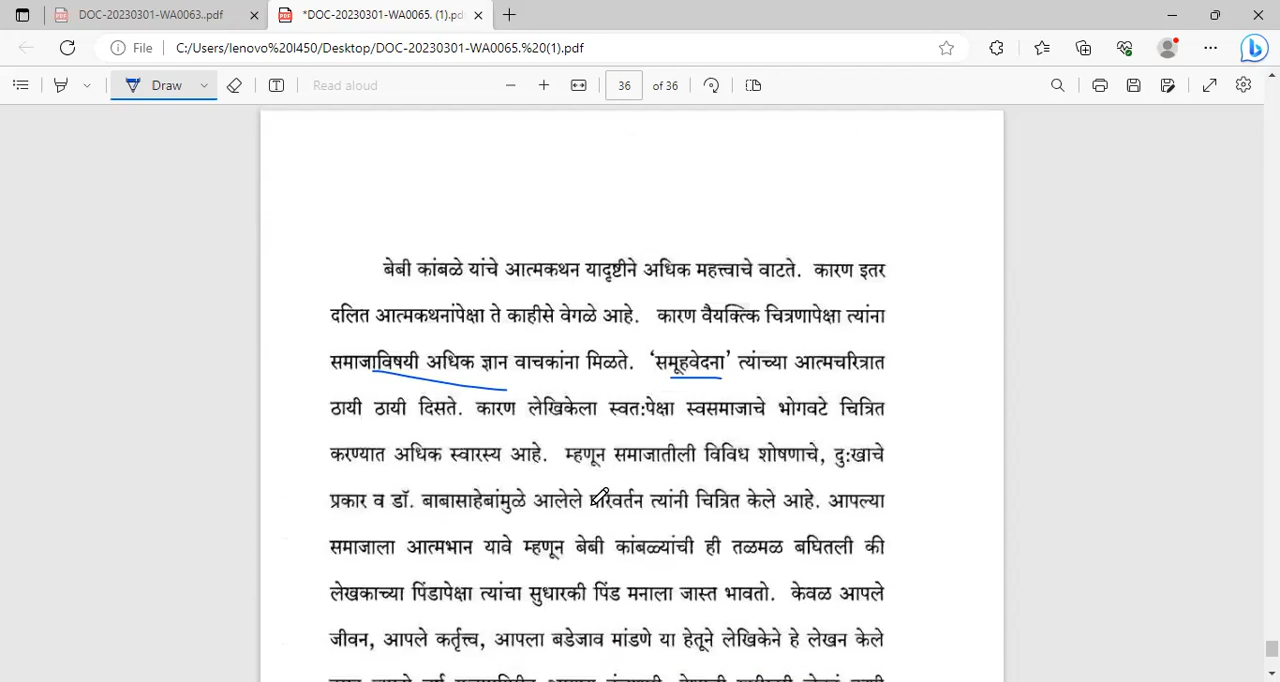 DOC-20230301-WA0063..pdf
*DOC-20230301-WA0065. (1).pd
File C:/Users/lenovo%20l450/Desktop/DOC-20230301-WA0065.%20(1).pdf
Draw Read aloud 36 of 36
बेबी कांबळे यांचे आत्मकथन यादृष्टीने अधिक महत्त्वाचे वाटते. कारण इतर
दलित आत्मकथनांपेक्षा ते काहीसे वेगळे आहे. कारण वैयक्त्कि चित्रणापेक्षा त्यांना
समाजाविषयी अधिक ज्ञान वाचकांना मिळते. ‘समूहवेदना’ त्यांच्या आत्मचरित्रात
ठायी ठायी दिसते. कारण लेखिकेला स्वत:पेक्षा स्वसमाजाचे भोगवटे चित्रित
करण्यात अधिक स्वारस्य आहे. म्हणून समाजातीली विविध शोषणाचे, दु:खाचे
प्रकार व डॉ. बाबासाहेबांमुळे आलेले परिवर्तन त्यांनी चित्रित केले आहे. आपल्या
समाजाला आत्मभान यावे म्हणून बेबी कांबळ्यांची ही तळमळ बघितली की
लेखकाच्या पिंडापेक्षा त्यांचा सुधारकी पिंड मनाला जास्त भावतो. केवळ आपले
जीवन, आपले कर्तृत्त्व, आपला बडेजाव मांडणे या हेतूने लेखिकेने हे लेखन केले